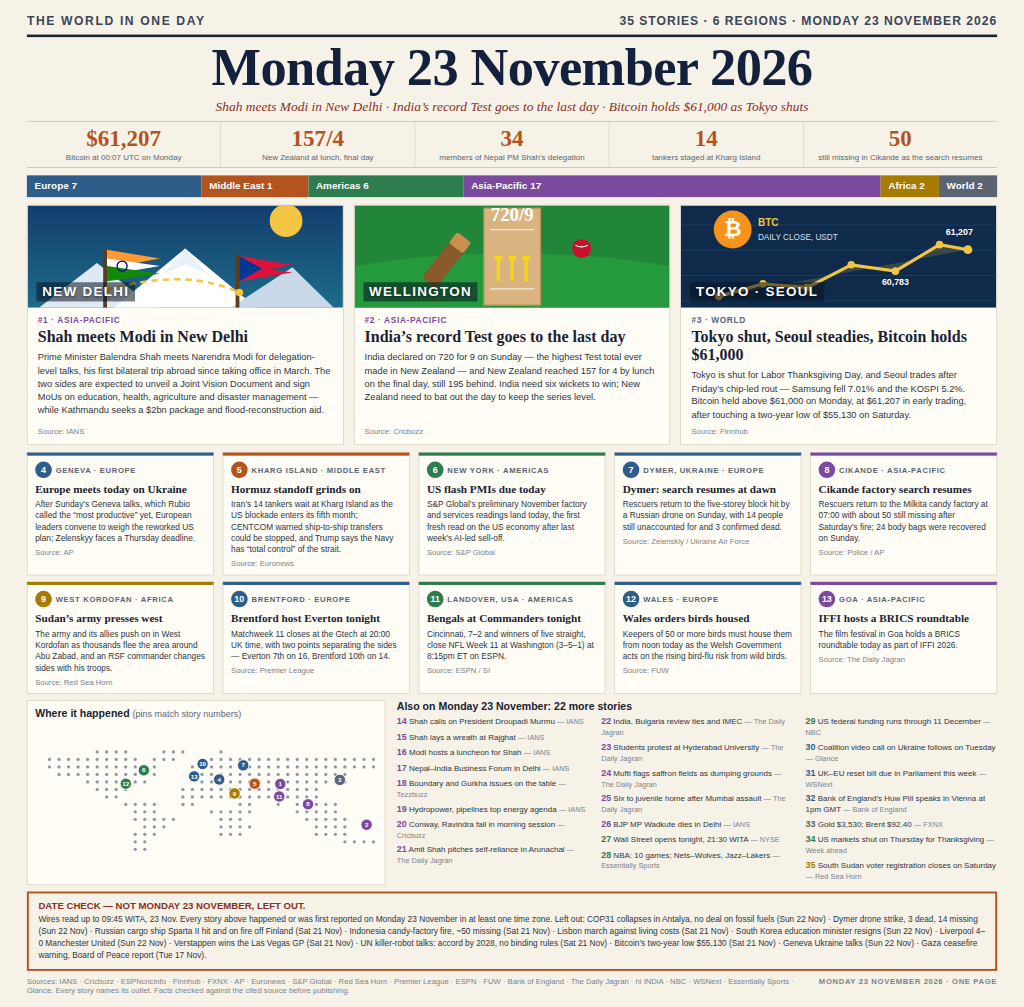 THE WORLD IN ONE DAY
35 STORIES · 6 REGIONS · MONDAY 23 NOVEMBER 2026
Monday 23 November 2026
Shah meets Modi in New Delhi · India's record Test goes to the last day · Bitcoin holds $61,000 as Tokyo shuts
$61,207
Bitcoin at 00:07 UTC on Monday
157/4
New Zealand at lunch, final day
34
members of Nepal PM Shah's delegation
14
tankers staged at Kharg Island
50
still missing in Cikande as the search resumes
Europe 7
Middle East 1
Americas 6
Asia-Pacific 17
Africa 2
World 2
NEW DELHI
#1 · ASIA-PACIFIC
Shah meets Modi in New Delhi
Prime Minister Balendra Shah meets Narendra Modi for delegation-
level talks, his first bilateral trip abroad since taking office in March. The
two sides are expected to unveil a Joint Vision Document and sign
MoUs on education, health, agriculture and disaster management —
while Kathmandu seeks a $2bn package and flood-reconstruction aid.
Source: IANS
720/9
WELLINGTON
#2 · ASIA-PACIFIC
India's record Test goes to the last day
India declared on 720 for 9 on Sunday — the highest Test total ever
made in New Zealand — and New Zealand reached 157 for 4 by lunch
on the final day, still 195 behind. India need six wickets to win; New
Zealand need to bat out the day to keep the series level.
Source: Cricbuzz
₿
BTC
DAILY CLOSE, USDT
61,207
60,783
TOKYO · SEOUL
#3 · WORLD
Tokyo shut, Seoul steadies, Bitcoin holds
$61,000
Tokyo is shut for Labor Thanksgiving Day, and Seoul trades after
Friday's chip-led rout — Samsung fell 7.01% and the KOSPI 5.2%.
Bitcoin held above $61,000 on Monday, at $61,207 in early trading,
after touching a two-year low of $55,130 on Saturday.
Source: Finnhub
4 GENEVA · EUROPE
Europe meets today on Ukraine
After Sunday's Geneva talks, which Rubio
called the "most productive" yet, European
leaders convene to weigh the reworked US
plan; Zelenskyy faces a Thursday deadline.
Source: AP
5 KHARG ISLAND · MIDDLE EAST
Hormuz standoff grinds on
Iran's 14 tankers wait at Kharg Island as the
US blockade enters its fifth month;
CENTCOM warned ship-to-ship transfers
could be stopped, and Trump says the Navy
has "total control" of the strait.
Source: Euronews
6 NEW YORK · AMERICAS
US flash PMIs due today
S&P Global's preliminary November factory
and services readings land today, the first
fresh read on the US economy after last
week's AI-led sell-off.
Source: S&P Global
7 DYMER, UKRAINE · EUROPE
Dymer: search resumes at dawn
Rescuers return to the five-storey block hit by
a Russian drone on Sunday, with 14 people
still unaccounted for and 3 confirmed dead.
Source: Zelenskiy / Ukraine Air Force
8 CIKANDE · ASIA-PACIFIC
Cikande factory search resumes
Rescuers return to the Milkita candy factory at
07:00 with about 50 still missing after
Saturday's fire; 24 body bags were recovered
on Sunday.
Source: Police / AP
9 WEST KORDOFAN · AFRICA
Sudan's army presses west
The army and its allies push on in West
Kordofan as thousands flee the area around
Abu Zabad, and an RSF commander changes
sides with his troops.
Source: Red Sea Horn
10 BRENTFORD · EUROPE
Brentford host Everton tonight
Matchweek 11 closes at the Gtech at 20:00
UK time, with two points separating the sides
— Everton 7th on 16, Brentford 10th on 14.
Source: Premier League
11 LANDOVER, USA · AMERICAS
Bengals at Commanders tonight
Cincinnati, 7–2 and winners of five straight,
close NFL Week 11 at Washington (3–5–1) at
8:15pm ET on ESPN.
Source: ESPN / SI
12 WALES · EUROPE
Wales orders birds housed
Keepers of 50 or more birds must house them
from noon today as the Welsh Government
acts on the rising bird-flu risk from wild birds.
Source: FUW
13 GOA · ASIA-PACIFIC
IFFI hosts a BRICS roundtable
The film festival in Goa holds a BRICS
roundtable today as part of IFFI 2026.
Source: The Daily Jagran
Where it happened (pins match story numbers)
10
7
6
13
4
3
12
5
1
9
11
8
2
Also on Monday 23 November: 22 more stories
14 Shah calls on President Droupadi Murmu — IANS
15 Shah lays a wreath at Rajghat — IANS
16 Modi hosts a luncheon for Shah — IANS
17 Nepal–India Business Forum in Delhi — IANS
18 Boundary and Gurkha issues on the table —
Tezzbuzz
19 Hydropower, pipelines top energy agenda — IANS
20 Conway, Ravindra fall in morning session —
Cricbuzz
21 Amit Shah pitches self-reliance in Arunachal —
The Daily Jagran
22 India, Bulgaria review ties and IMEC — The Daily
Jagran
23 Students protest at Hyderabad University — The
Daily Jagran
24 Mufti flags saffron flags as dumping grounds —
The Daily Jagran
25 Six to juvenile home after Mumbai assault — The
Daily Jagran
26 BJP MP Wadkute dies in Delhi — IANS
27 Wall Street opens tonight, 21:30 WITA — NYSE
28 NBA: 10 games; Nets–Wolves, Jazz–Lakers —
Essentially Sports
29 US federal funding runs through 11 December —
NBC
30 Coalition video call on Ukraine follows on Tuesday
— Glance
31 UK–EU reset bill due in Parliament this week —
WSNext
32 Bank of England's Huw Pill speaks in Vienna at
1pm GMT — Bank of England
33 Gold $3,530; Brent $92.40 — FXNX
34 US markets shut on Thursday for Thanksgiving —
Week ahead
35 South Sudan voter registration closes on Saturday
— Red Sea Horn
DATE CHECK — NOT MONDAY 23 NOVEMBER, LEFT OUT.
Wires read up to 09:45 WITA, 23 Nov. Every story above happened or was first reported on Monday 23 November in at least one time zone. Left out: COP31 collapses in Antalya, no deal on fossil fuels (Sun 22 Nov) · Dymer drone strike, 3 dead, 14 missing
(Sun 22 Nov) · Russian cargo ship Sparta II hit and on fire off Finland (Sat 21 Nov) · Indonesia candy-factory fire, ~50 missing (Sat 21 Nov) · Lisbon march against living costs (Sat 21 Nov) · South Korea education minister resigns (Sun 22 Nov) · Liverpool 4–
0 Manchester United (Sun 22 Nov) · Verstappen wins the Las Vegas GP (Sat 21 Nov) · UN killer-robot talks: accord by 2028, no binding rules (Sat 21 Nov) · Bitcoin's two-year low $55,130 (Sat 21 Nov) · Geneva Ukraine talks (Sun 22 Nov) · Gaza ceasefire
warning, Board of Peace report (Tue 17 Nov).
Sources: IANS · Cricbuzz · ESPNcricinfo · Finnhub · FXNX · AP · Euronews · S&P Global · Red Sea Horn · Premier League · ESPN · FUW · Bank of England · The Daily Jagran · hi INDIA · NBC · WSNext · Essentially Sports ·
Glance. Every story names its outlet. Facts checked against the cited source before publishing.
MONDAY 23 NOVEMBER 2026 · ONE PAGE